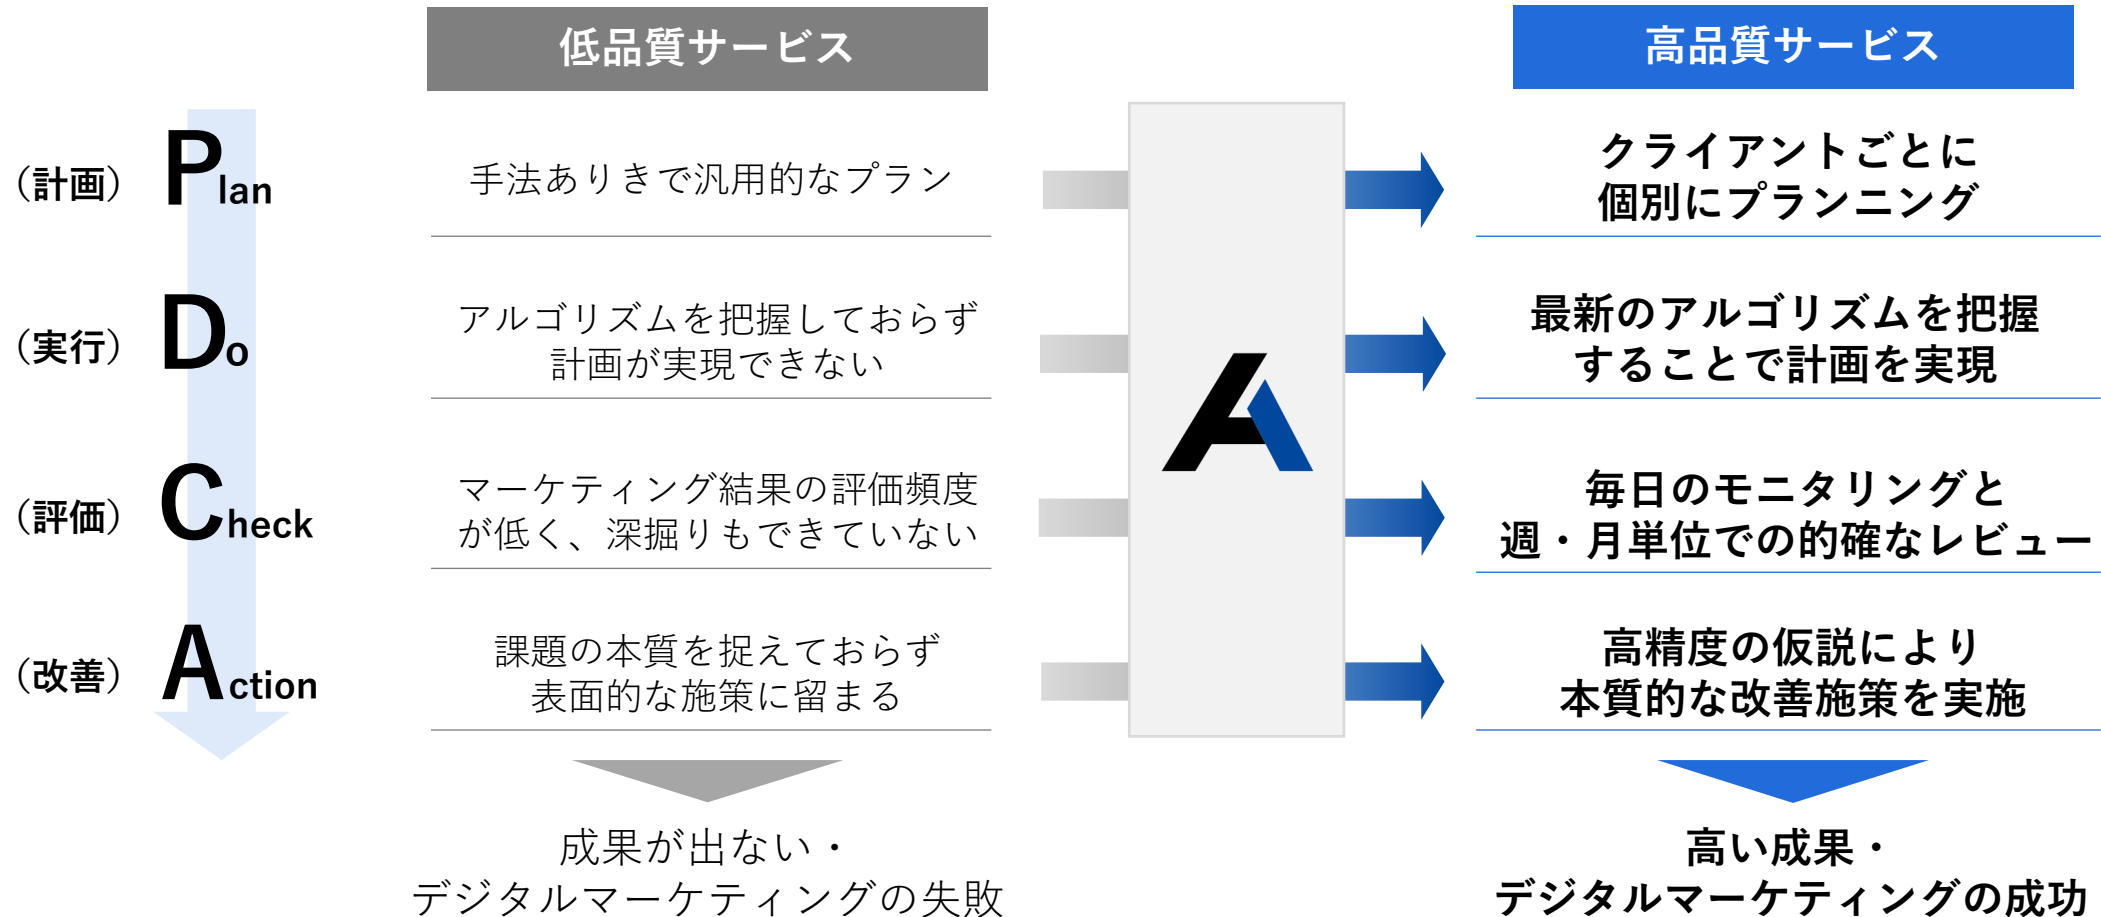 低品質サービス
高品質サービス
（計画）
Plan
手法ありきで汎用的なプラン
クライアントごとに
個別にプランニング
（実行）
Do
アルゴリズムを把握しておらず
計画が実現できない
最新のアルゴリズムを把握
することで計画を実現
（評価）
Check
マーケティング結果の評価頻度
が低く、深掘りもできていない
毎日のモニタリングと
週・月単位での的確なレビュー
（改善）
Action
課題の本質を捉えておらず
表面的な施策に留まる
高精度の仮説により
本質的な改善施策を実施
成果が出ない・
デジタルマーケティングの失敗
高い成果・
デジタルマーケティングの成功